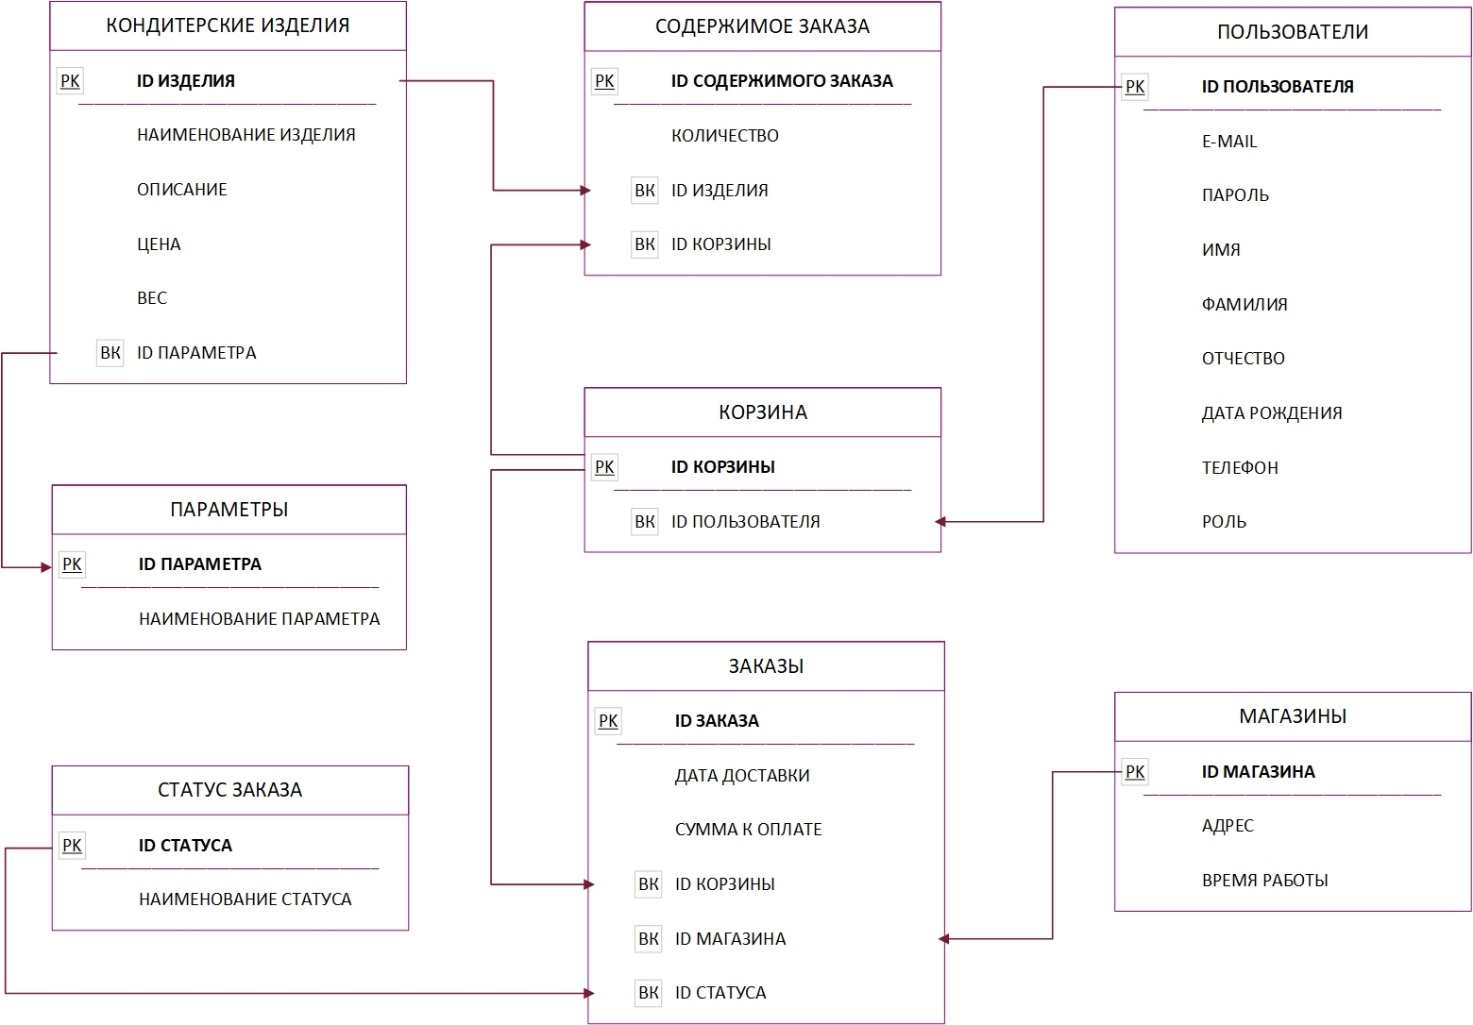 КОНДИТЕРСКИЕ ИЗДЕЛИЯ
PK ID ИЗДЕЛИЯ
НАИМЕНОВАНИЕ ИЗДЕЛИЯ
ОПИСАНИЕ
ЦЕНА
ВЕС
ВК ID ПАРАМЕТРА
СОДЕРЖИМОЕ ЗАКАЗА
PK ID СОДЕРЖИМОГО ЗАКАЗА
КОЛИЧЕСТВО
ВК ID ИЗДЕЛИЯ
ВК ID КОРЗИНЫ
ПОЛЬЗОВАТЕЛИ
PK ID ПОЛЬЗОВАТЕЛЯ
E-MAIL
ПАРОЛЬ
ИМЯ
ФАМИЛИЯ
ОТЧЕСТВО
ДАТА РОЖДЕНИЯ
ТЕЛЕФОН
РОЛЬ
ПАРАМЕТРЫ
PK ID ПАРАМЕТРА
НАИМЕНОВАНИЕ ПАРАМЕТРА
КОРЗИНА
PK ID КОРЗИНЫ
ВК ID ПОЛЬЗОВАТЕЛЯ
СТАТУС ЗАКАЗА
PK ID СТАТУСА
НАИМЕНОВАНИЕ СТАТУСА
ЗАКАЗЫ
PK ID ЗАКАЗА
ДАТА ДОСТАВКИ
СУММА К ОПЛАТЕ
ВК ID КОРЗИНЫ
ВК ID МАГАЗИНА
ВК ID СТАТУСА
МАГАЗИНЫ
PK ID МАГАЗИНА
АДРЕС
ВРЕМЯ РАБОТЫ